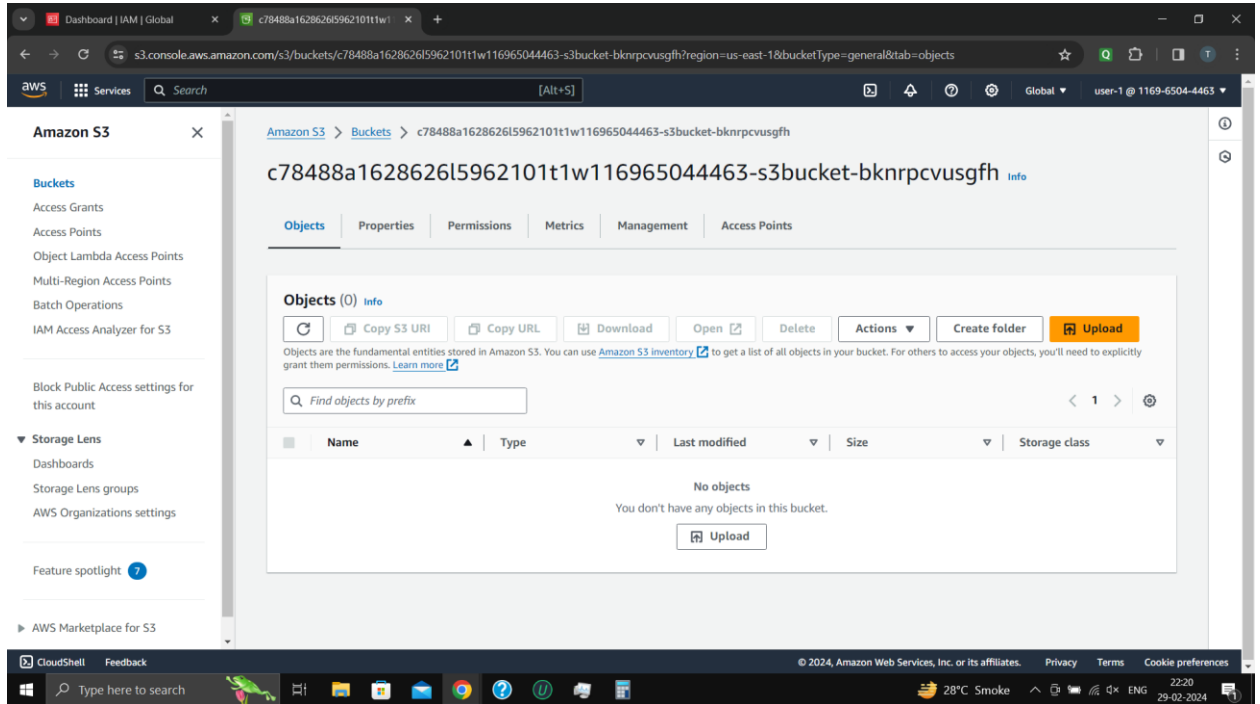 Dashboard | IAM | Global
c78488a1628626l5962101t1w1
s3.console.aws.amazon.com/s3/buckets/c78488a1628626l5962101t1w116965044463-s3bucket-bknrpcvusgfh?region=us-east-1&bucketType=general&tab=objects
Q
T
aws
Services
Search
[Alt+S]
Global
user-1 @ 1169-6504-4463
Amazon S3
Buckets
Access Grants
Access Points
Object Lambda Access Points
Multi-Region Access Points
Batch Operations
IAM Access Analyzer for S3
Block Public Access settings for
this account
Storage Lens
Dashboards
Storage Lens groups
AWS Organizations settings
Feature spotlight 7
AWS Marketplace for S3
Amazon S3 > Buckets > c78488a1628626l5962101t1w116965044463-s3bucket-bknrpcvusgfh
c78488a1628626l5962101t1w116965044463-s3bucket-bknrpcvusgfh Info
Objects Properties Permissions Metrics Management Access Points
Objects (0) Info
Copy S3 URI Copy URL Download Open Delete Actions Create folder Upload
Objects are the fundamental entities stored in Amazon S3. You can use Amazon S3 inventory to get a list of all objects in your bucket. For others to access your objects, you'll need to explicitly
grant them permissions. Learn more
Find objects by prefix
1
Name Type Last modified Size Storage class
No objects
You don't have any objects in this bucket.
Upload
CloudShell Feedback
© 2024, Amazon Web Services, Inc. or its affiliates. Privacy Terms Cookie preferences
Type here to search
28°C Smoke
ENG
22:20
29-02-2024
1